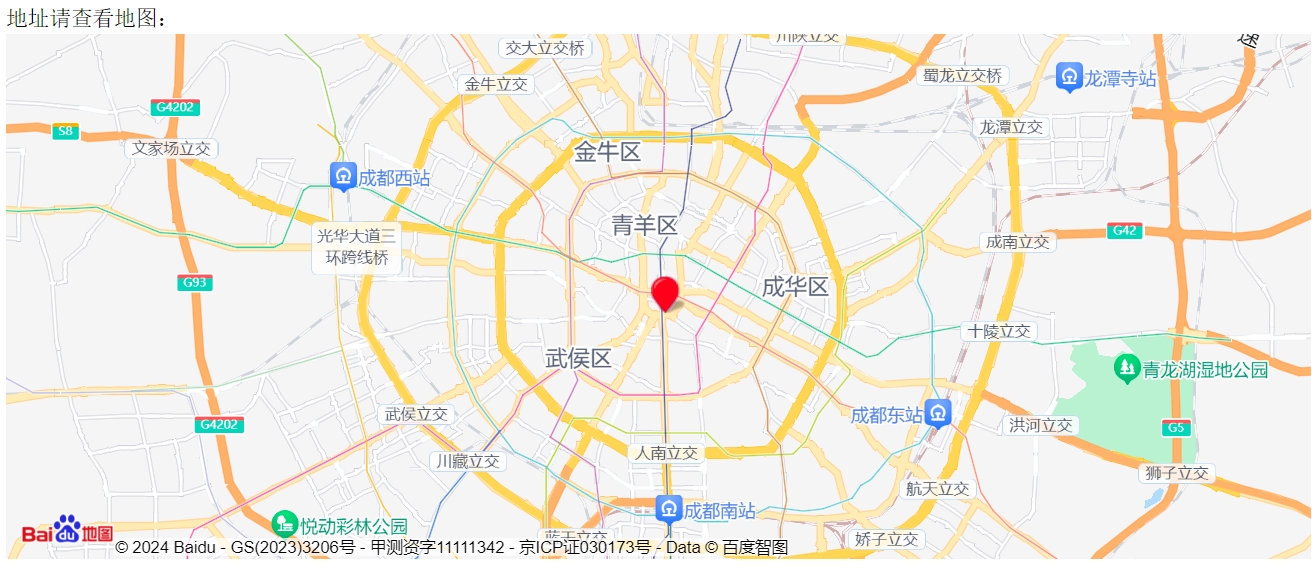 地址请查看地图：
交大立交桥
川陕立交
速
金牛立交
蜀龙立交桥
龙潭寺站
G4202
S8
龙潭立交
文家场立交
金牛区
成都西站
青羊区
光华大道三
环跨线桥
G42
成南立交
G93
成华区
十陵立交
武侯区
青龙湖湿地公园
武侯立交
成都东站
G4202
洪河立交
G5
人南立交
川藏立交
狮子立交
航天立交
成都南站
悦动彩林公园
蓝天立交
娇子立交
Bai du 地图
© 2024 Baidu - GS(2023)3206号 - 甲测资字11111342 - 京ICP证030173号 - Data © 百度智图